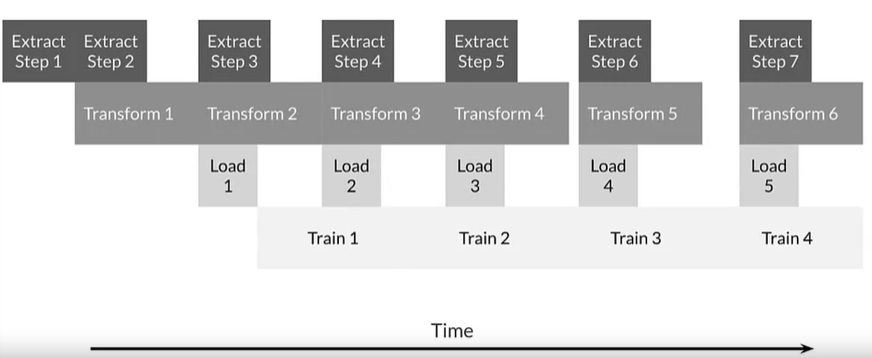 Extract Extract Extract Extract Extract Extract Extract
Step 1 Step 2 Step 3 Step 4 Step 5 Step 6 Step 7
Transform 1 Transform 2 Transform 3 Transform 4 Transform 5 Transform 6
Load Load Load Load Load
1 2 3 4 5
Train 1 Train 2 Train 3 Train 4
Time